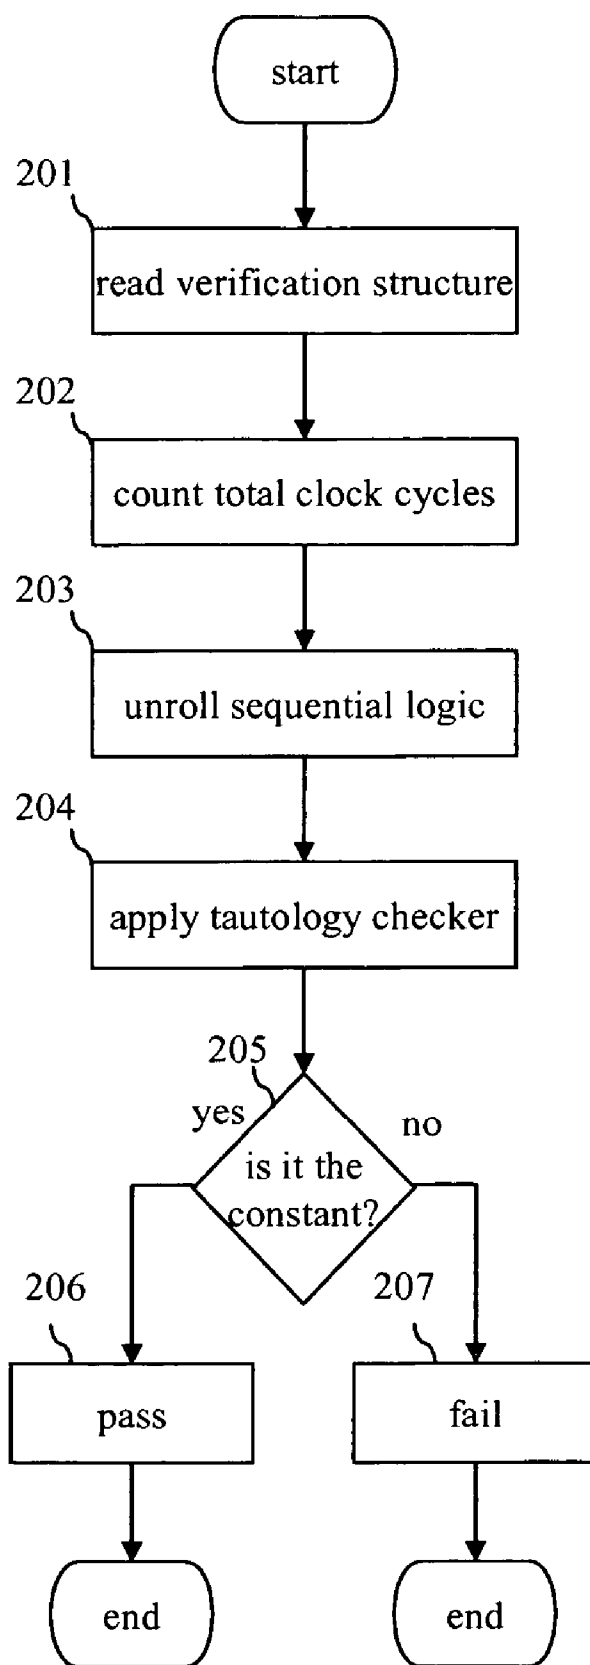 start
201
read verification structure
202
count total clock cycles
203
unroll sequential logic
204
apply tautology checker
205
yes
no
is it the
constant?
206
207
pass
fail
end
end